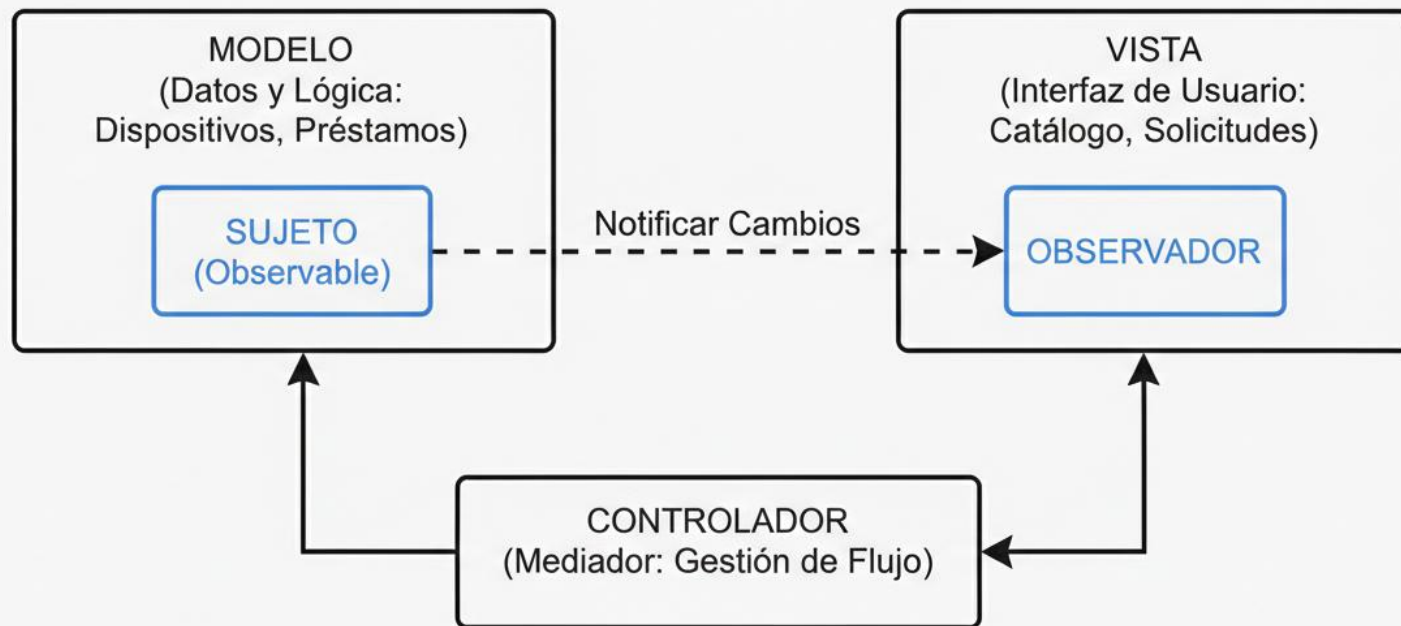 MODELO
(Datos y Lógica:
Dispositivos, Préstamos)
SUJETO
(Observable)
Notificar Cambios
VISTA
(Interfaz de Usuario:
Catálogo, Solicitudes)
OBSERVADOR
CONTROLADOR
(Mediador: Gestión de Flujo)